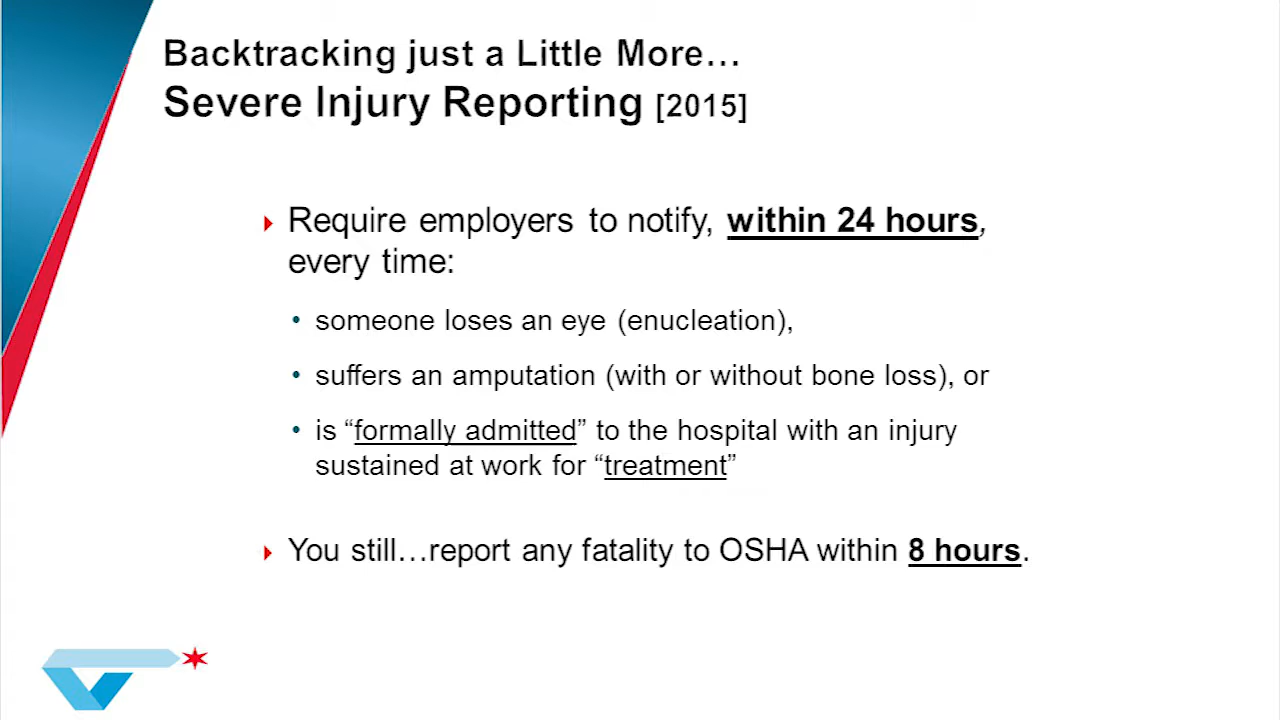 Backtracking just a Little More…
Severe Injury Reporting [2015]
Require employers to notify, within 24 hours,
every time:
• someone loses an eye (enucleation),
• suffers an amputation (with or without bone loss), or
• is “formally admitted” to the hospital with an injury
sustained at work for “treatment”
You still…report any fatality to OSHA within 8 hours.